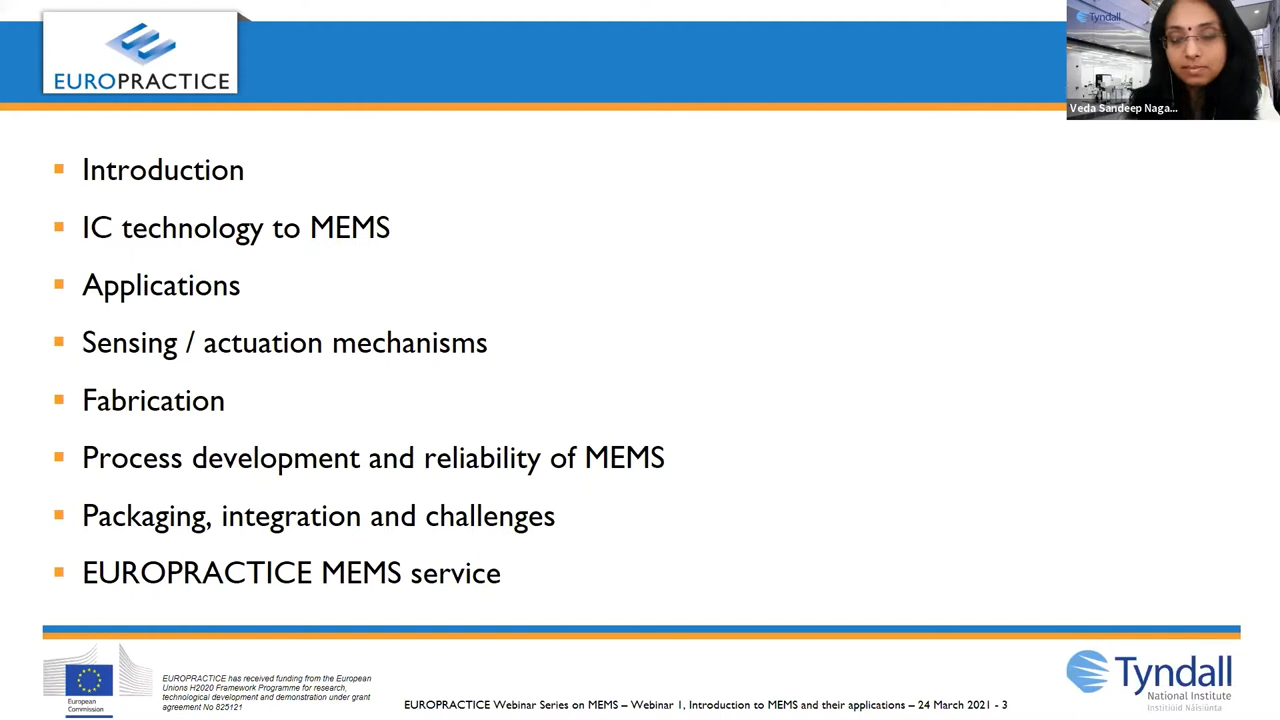 EUROPRACTICE
Tyndall
Veda Sandeep Naga...
Introduction
IC technology to MEMS
Applications
Sensing / actuation mechanisms
Fabrication
Process development and reliability of MEMS
Packaging, integration and challenges
EUROPRACTICE MEMS service
European
Commission
EUROPRACTICE has received funding from the European
Unions H2020 Framework Programme for research,
technological development and demonstration under grant
agreement No 825121
EUROPRACTICE Webinar Series on MEMS – Webinar 1, Introduction to MEMS and their applications – 24 March 2021 - 3
Tyndall
National Institute
Institiúid Náisiúnta